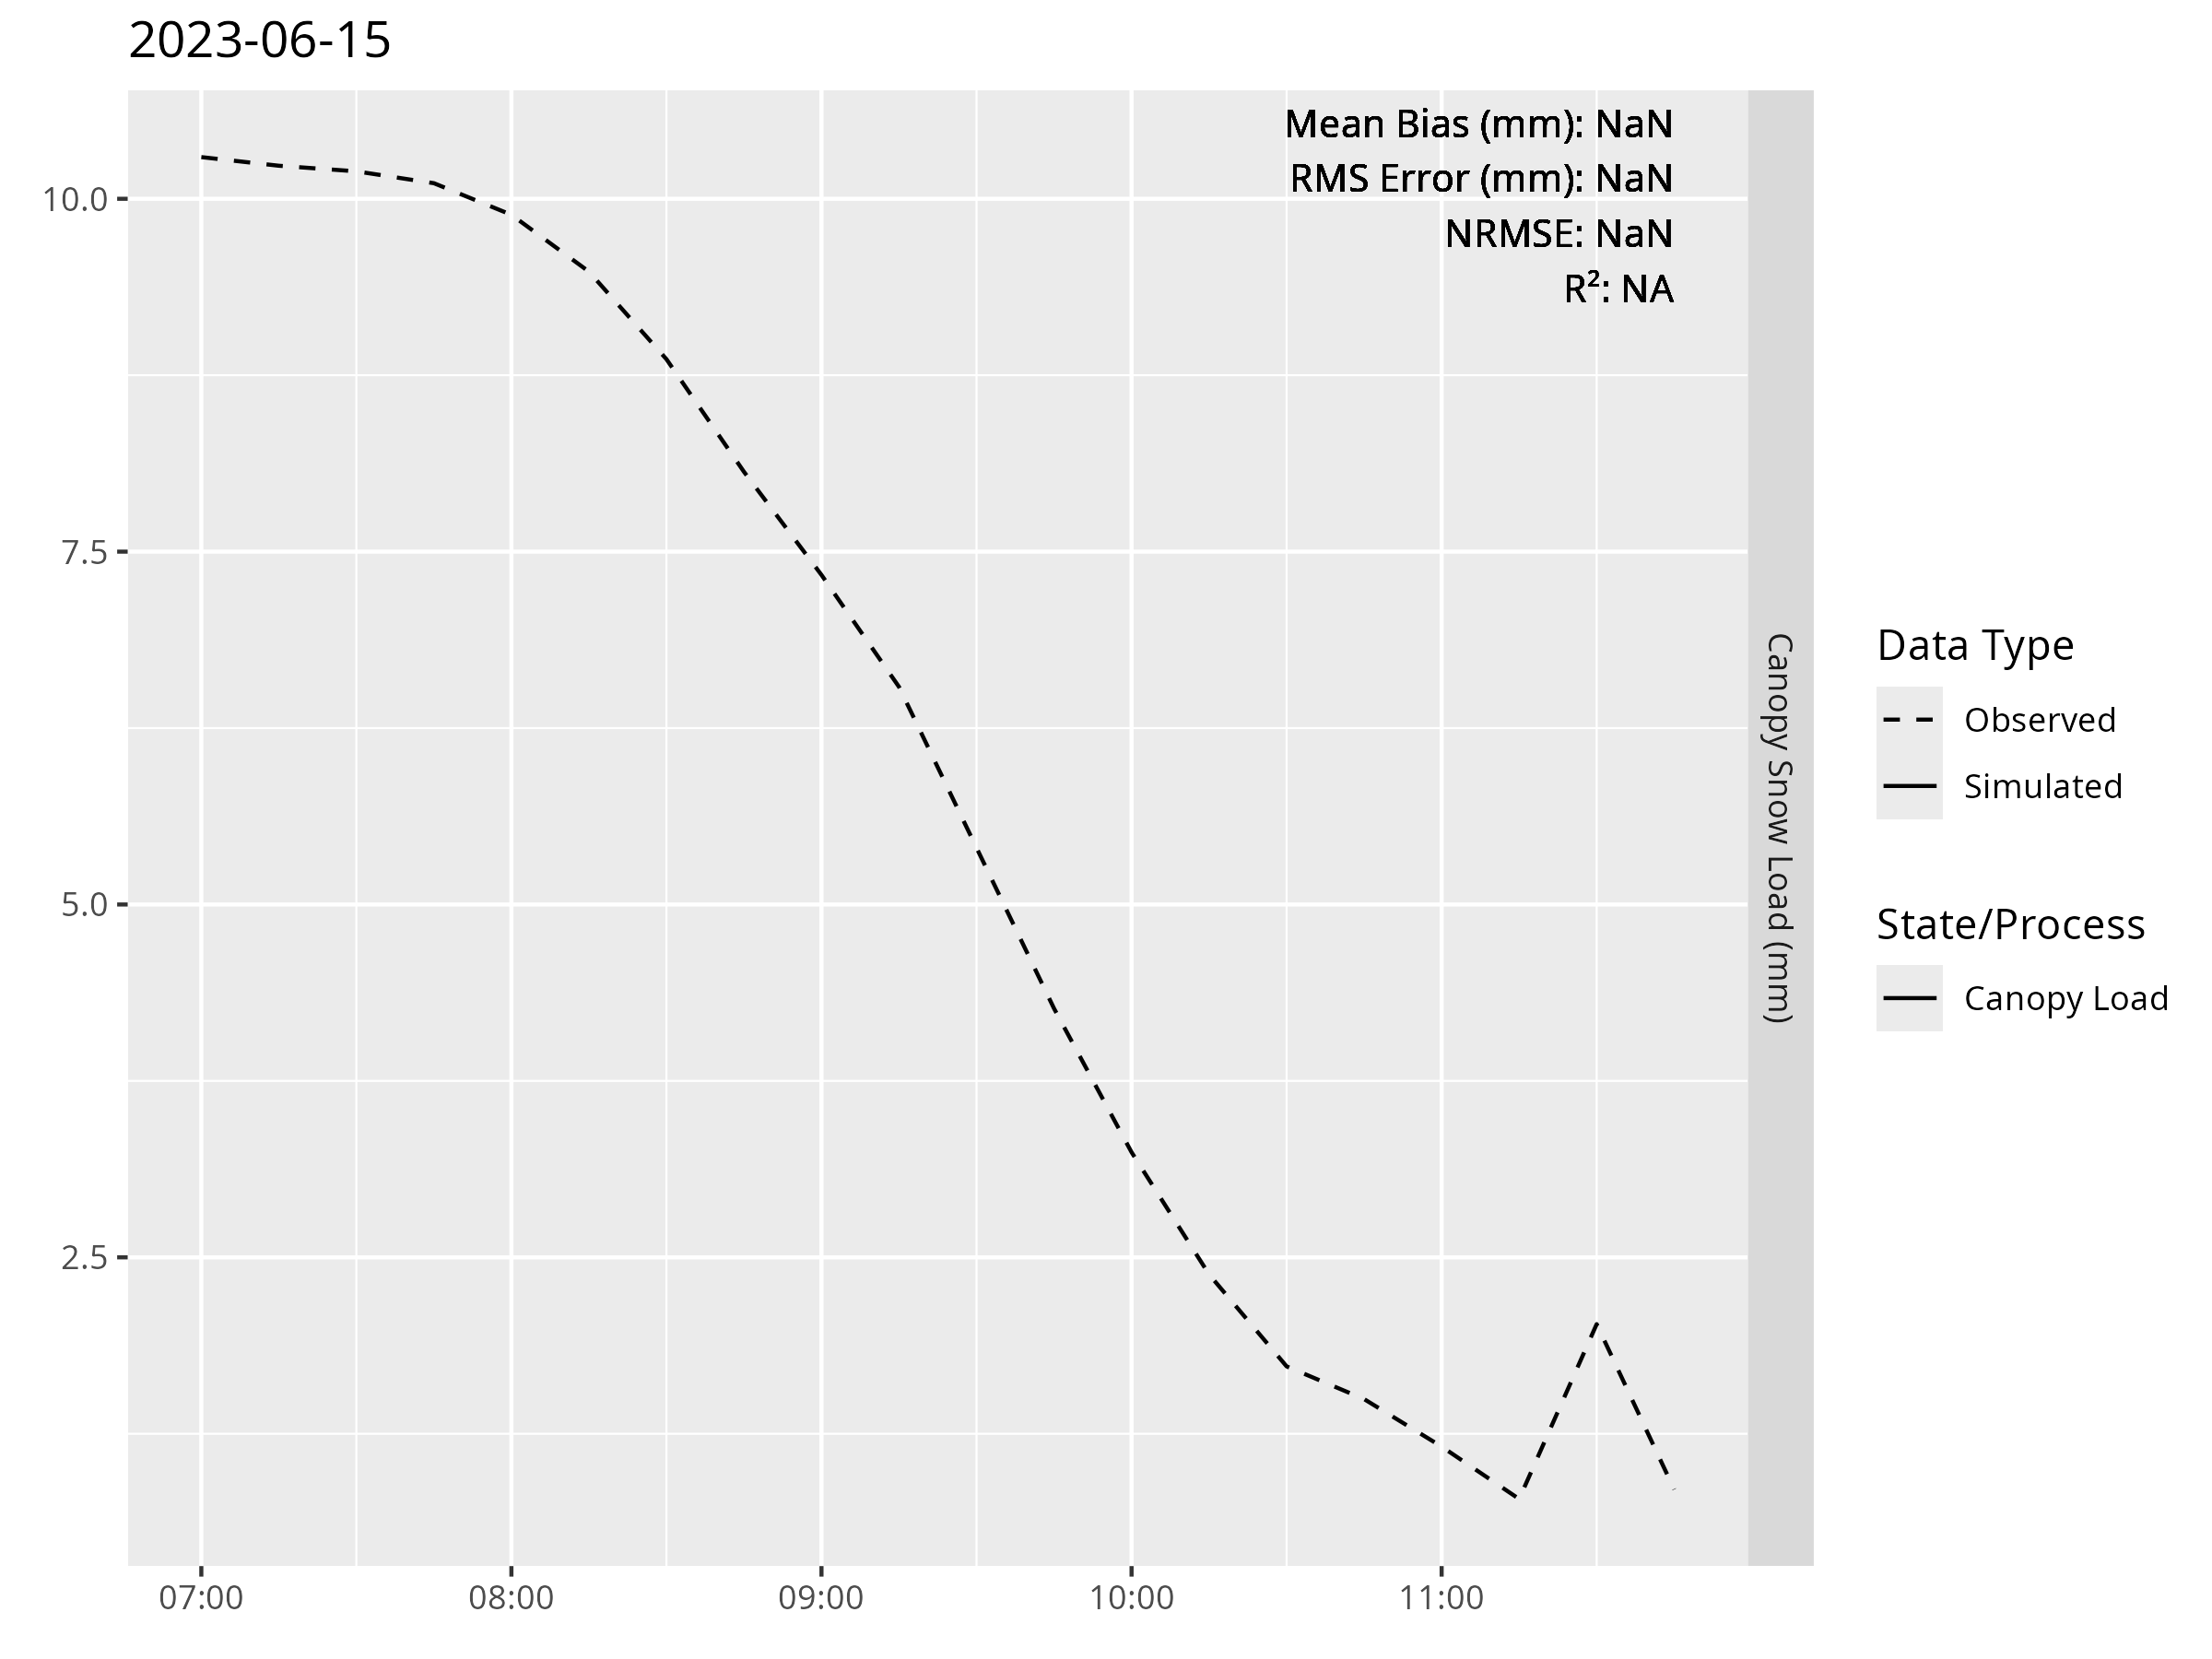 2023-06-15
Mean Bias (mm): NaN
RMS Error (mm): NaN
NRMSE: NaN
R²: NA
10.0
7.5
5.0
2.5
07:00
08:00
09:00
10:00
11:00
Canopy Snow Load (mm)
Data Type
Observed
Simulated
State/Process
Canopy Load